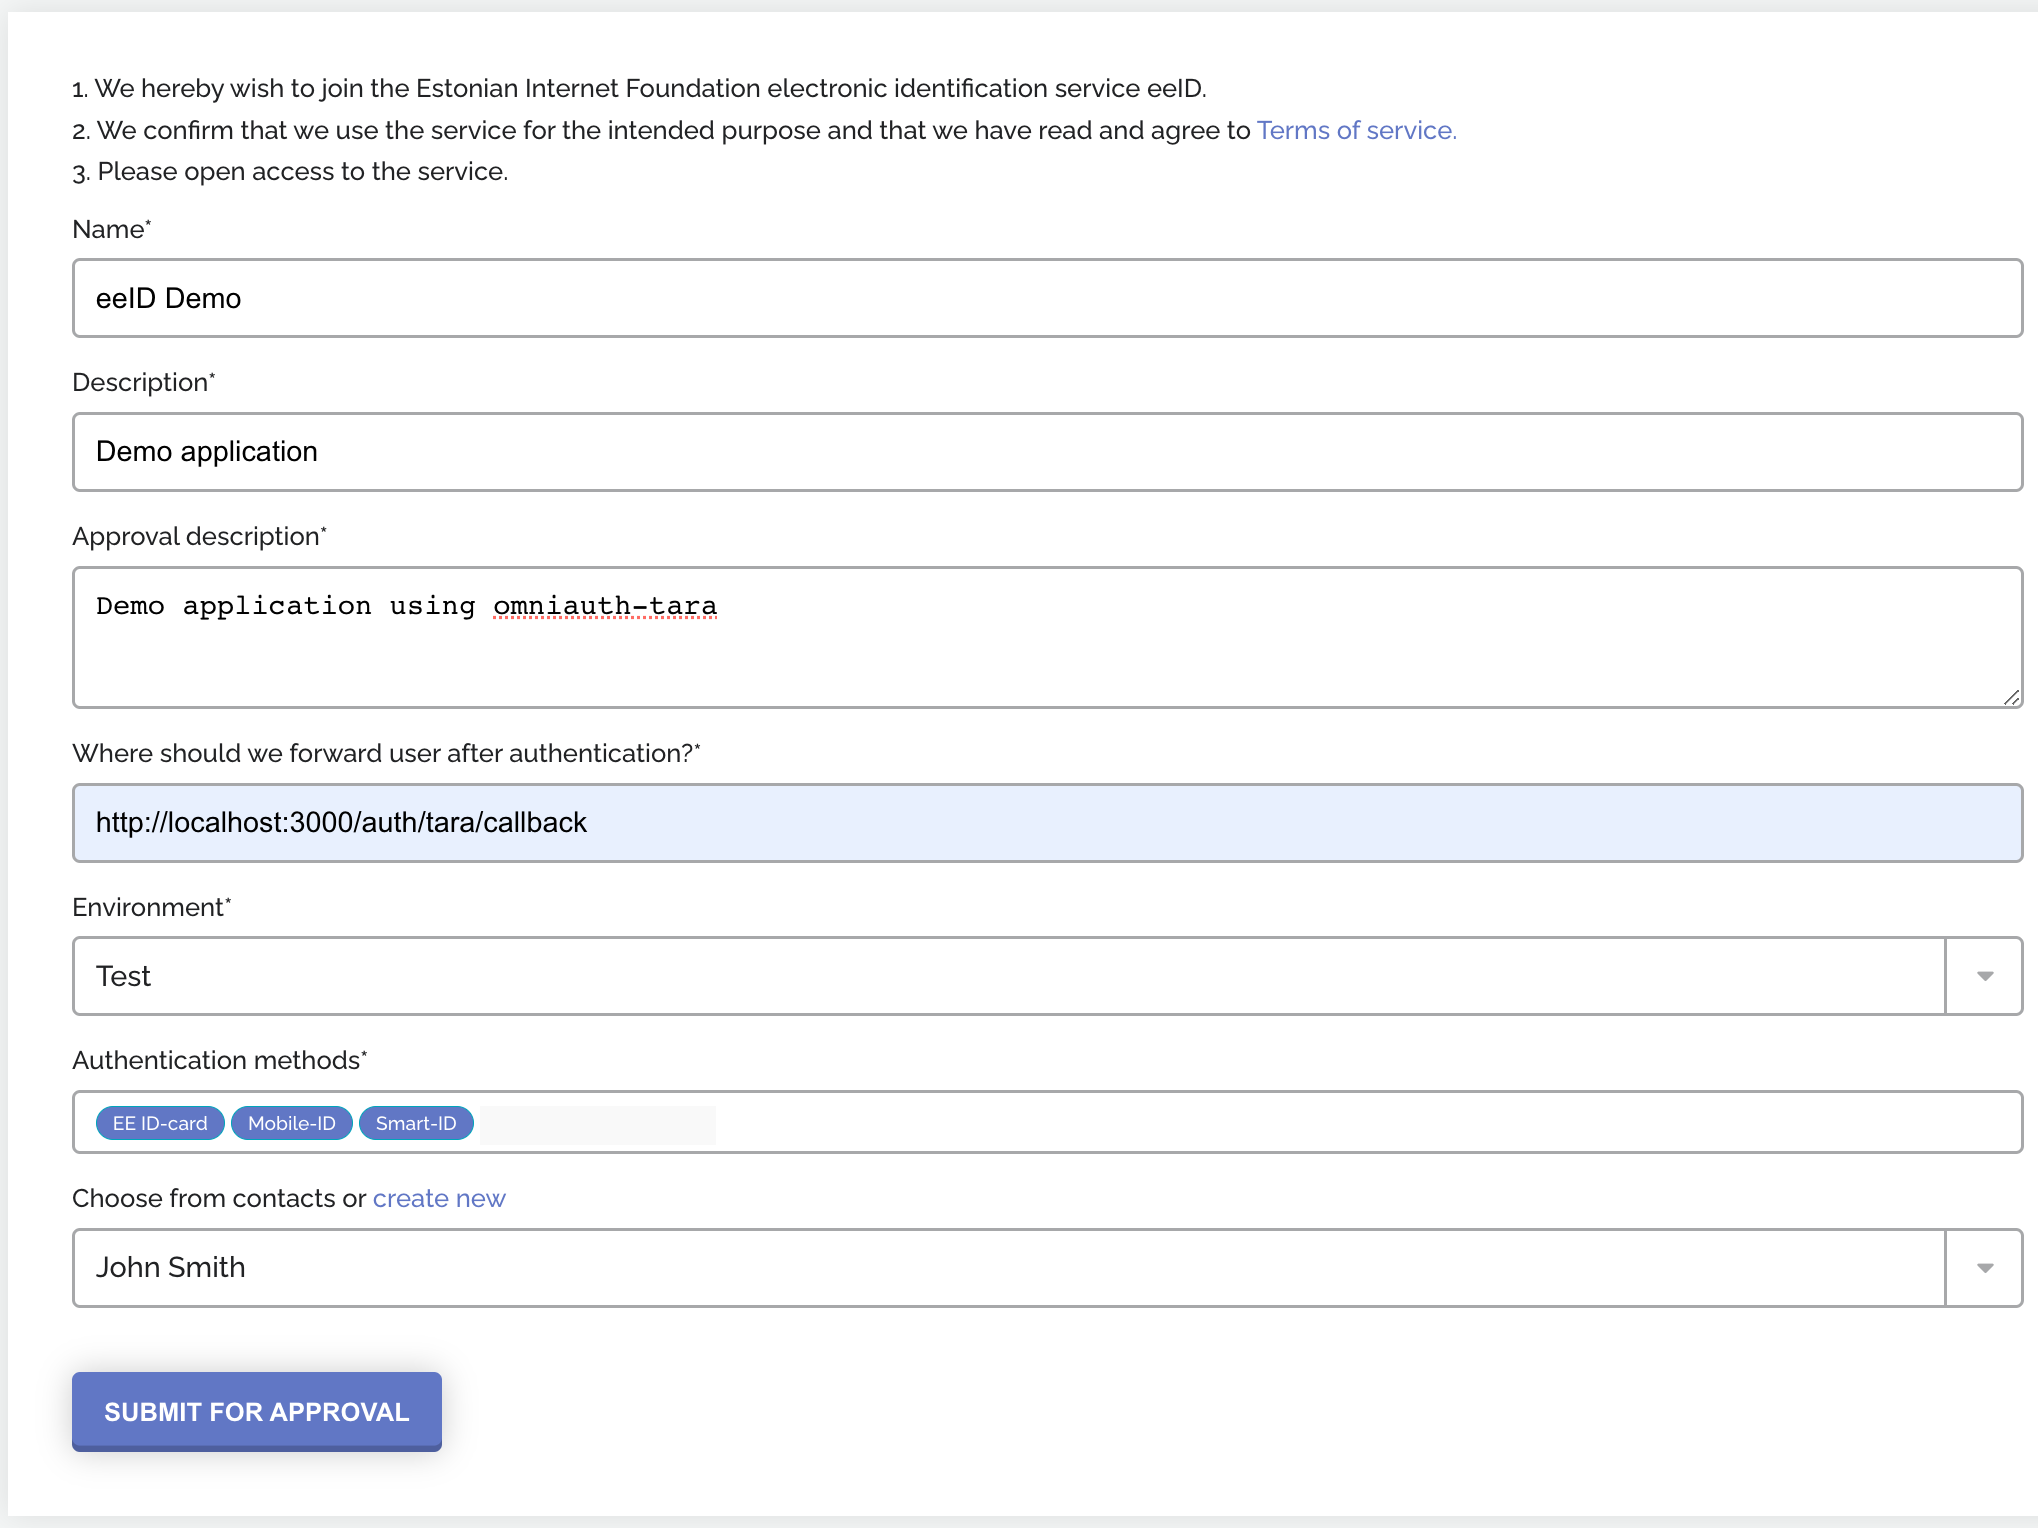 1. We hereby wish to join the Estonian Internet Foundation electronic identification service eeID.
2. We confirm that we use the service for the intended purpose and that we have read and agree to Terms of service.
3. Please open access to the service.
Name*
eeID Demo
Description*
Demo application
Approval description*
Demo application using omniauth-tara
Where should we forward user after authentication?*
http://localhost:3000/auth/tara/callback
Environment*
Test
Authentication methods*
EE ID-card Mobile-ID Smart-ID
Choose from contacts or create new
John Smith
SUBMIT FOR APPROVAL